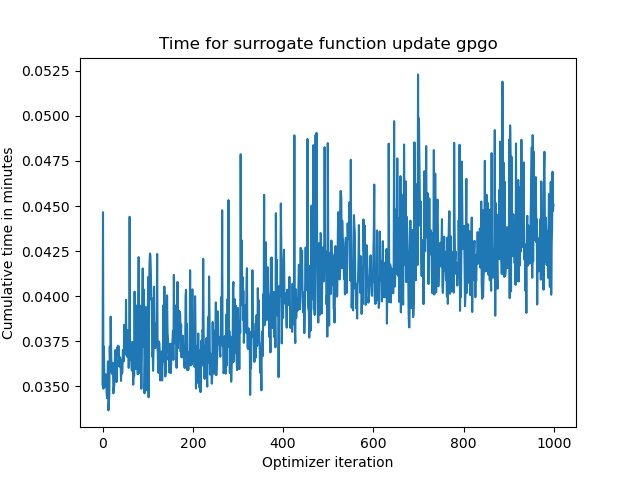 Time for surrogate function update gpgo
0.0525
0.0500
0.0475
0.0450
0.0425
0.0400
0.0375
0.0350
Cumulative time in minutes
0 200 400 600 800 1000
Optimizer iteration